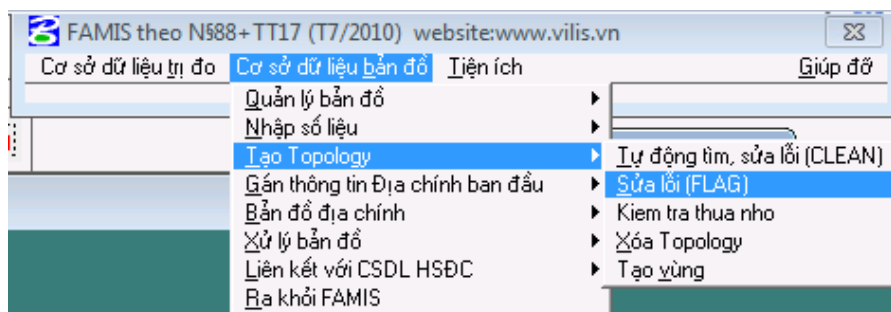 FAMIS theo N§88+TT17 (T7/2010) website:www.vilis.vn
Cơ sở dữ liệu trị đo Cơ sở dữ liệu bản đồ Tiện ích Giúp đỡ
Quản lý bản đồ
Nhập số liệu
Tạo Topology
Gán thông tin Địa chính ban đầu
Bản đồ địa chính
Xử lý bản đồ
Liên kết với CSDL HSĐC
Ra khỏi FAMIS
Tự động tìm, sửa lỗi (CLEAN)
Sửa lỗi (FLAG)
Kiem tra thua nho
Xóa Topology
Tạo vùng